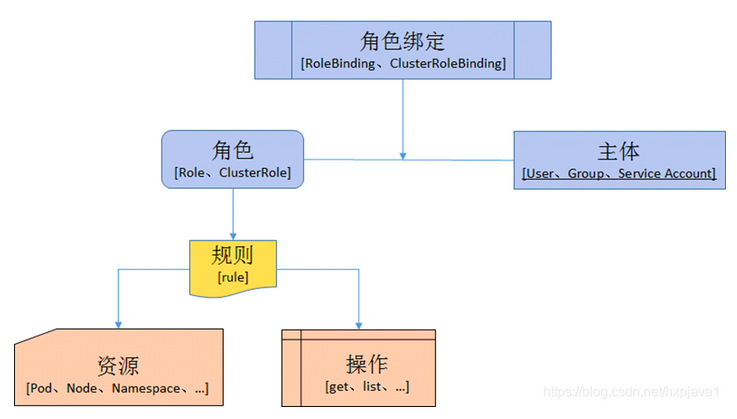 角色绑定
[RoleBinding、ClusterRoleBinding]
角色
[Role、ClusterRole]
主体
[User、Group、Service Account]
规则
[rule]
资源
[Pod、Node、Namespace、...]
操作
[get、list、...]
https://blog.csdn.net/hxpjava1